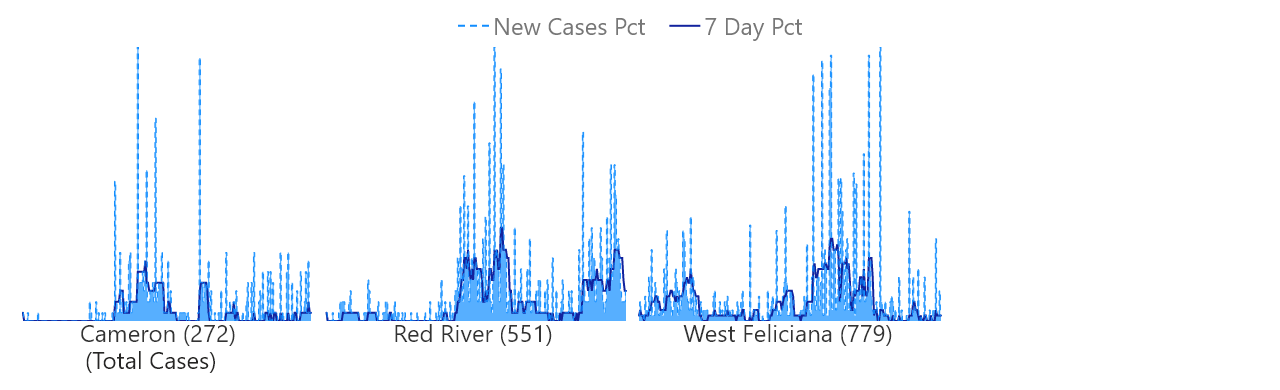 New Cases Pct 7 Day Pct
Cameron (272) Red River (551) West Feliciana (779)
(Total Cases)